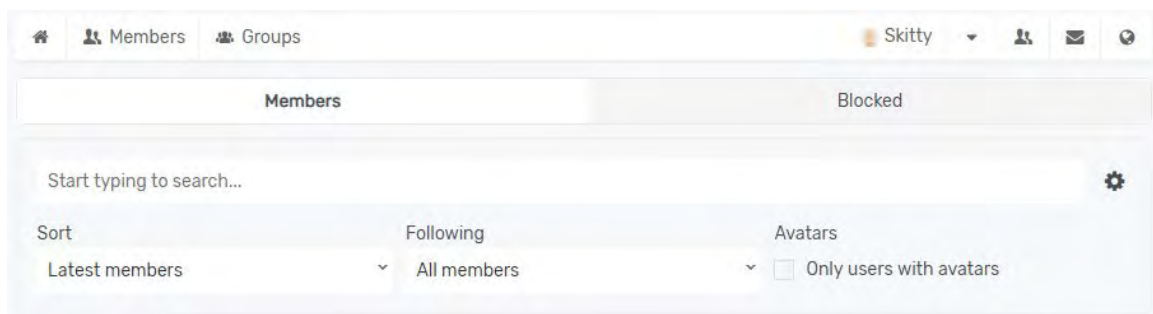 Members Groups Skitty
Members Blocked
Start typing to search...
Sort Following Avatars
Latest members All members Only users with avatars